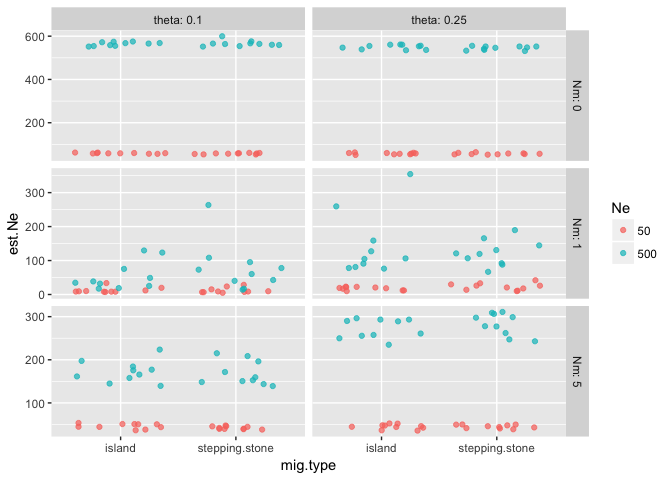 theta: 0.1
theta: 0.25
600
400
200
Nm: 0
300
200
100
0
Nm: 1
300
200
100
Nm: 5
est.Ne
island
stepping.stone
island
stepping.stone
mig.type
Ne
50
500